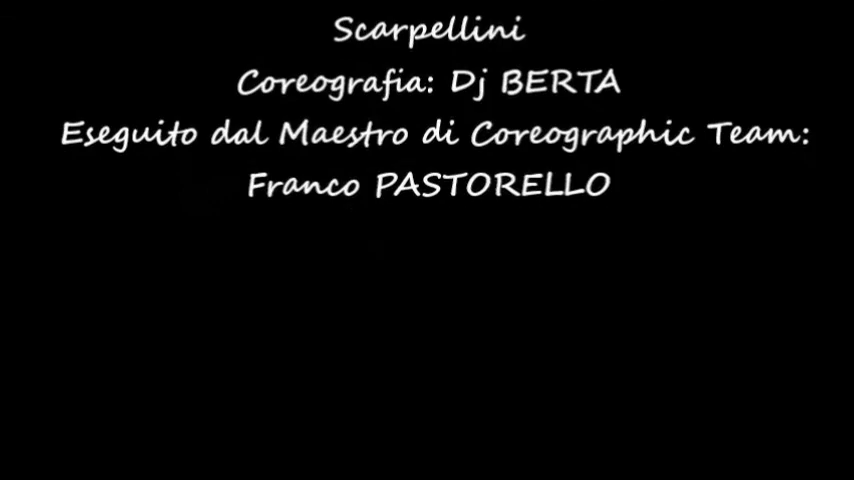 Scarpellini
Coreografia: Dj BERTA
Eseguito dal Maestro di Coreographic Team:
Franco PASTORELLO